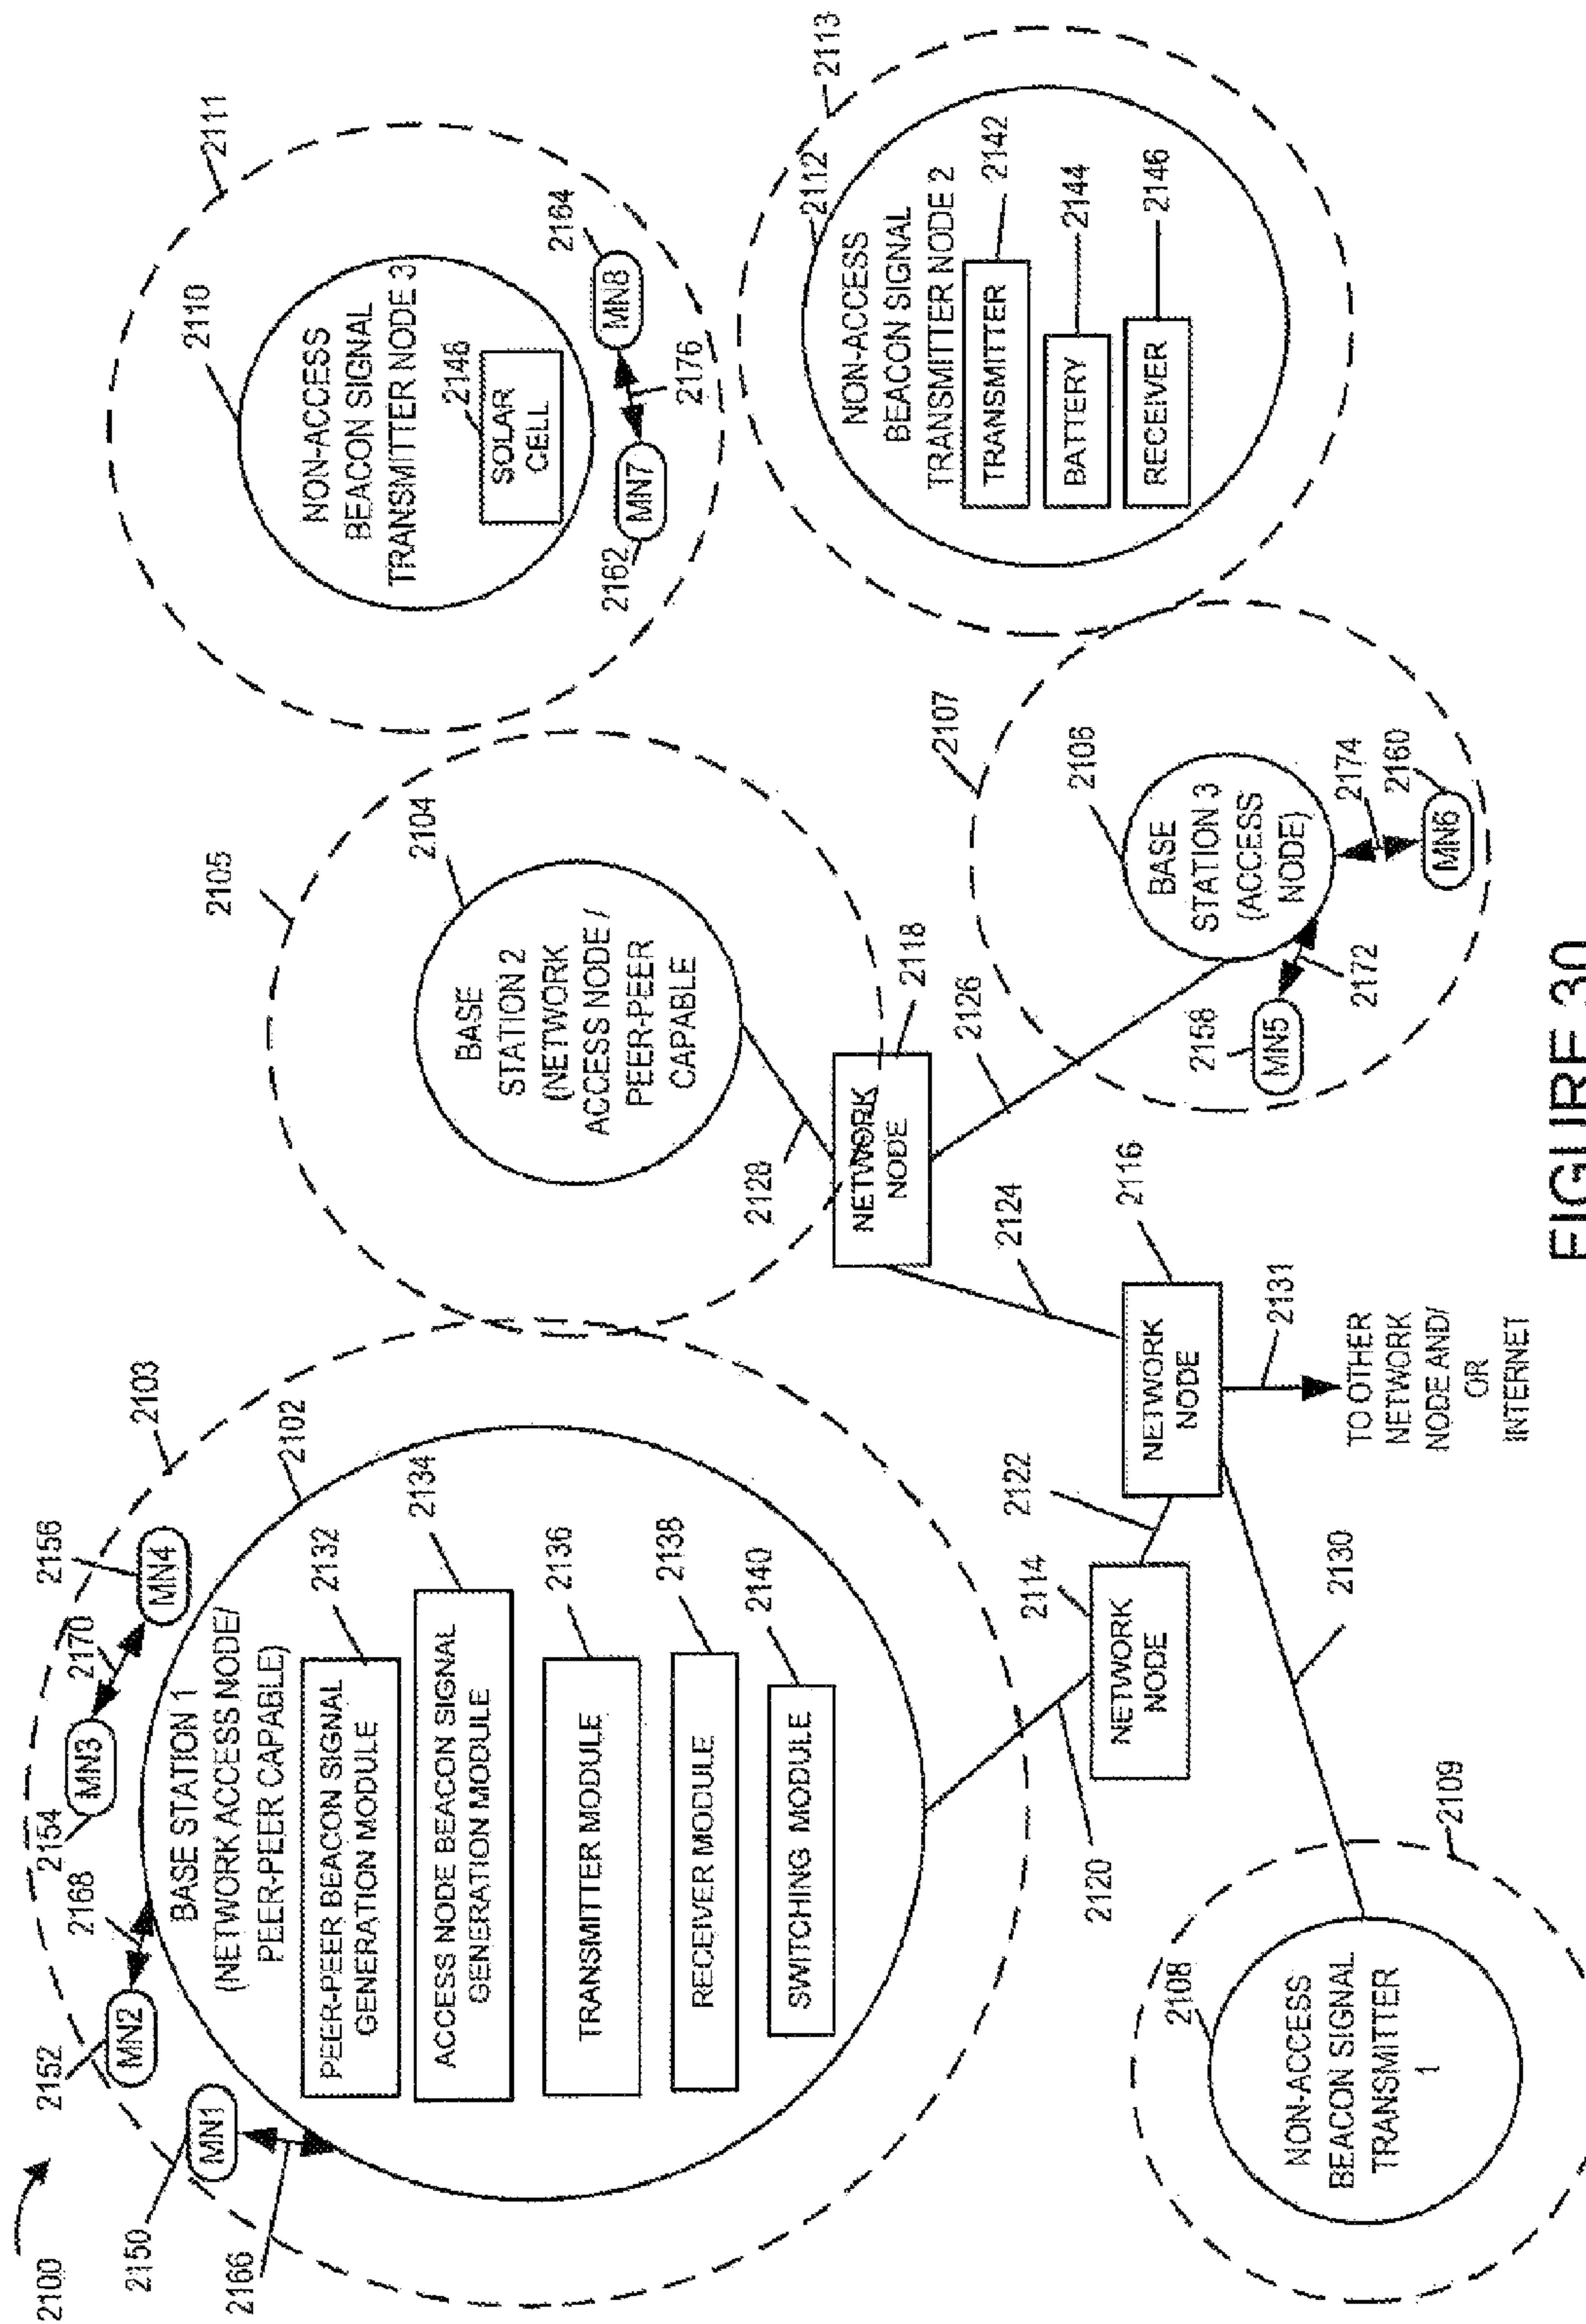 2100
2150
2166
MN1
2152
MN2
2168
2154
MN3
2170
2156
MN4
2103
2102
BASE STATION 1
(NETWORK ACCESS NODE/
PEER-PEER CAPABLE)
PEER-PEER BEACON SIGNAL
GENERATION MODULE
2132
ACCESS NODE BEACON SIGNAL
GENERATION MODULE
2134
TRANSMITTER MODULE
2136
RECEIVER MODULE
2138
SWITCHING MODULE
2140
2105
2104
BASE
STATION 2
(NETWORK
ACCESS NODE /
PEER-PEER
CAPABLE
2128
NETWORK
NODE
2118
2110
2111
NON-ACCESS
BEACON SIGNAL
TRANSMITTER NODE 3
2148
SOLAR
CELL
2162
MN7
2176
MN8
2164
2112
2113
NON-ACCESS
BEACON SIGNAL
TRANSMITTER NODE 2
TRANSMITTER
2142
BATTERY
2144
RECEIVER
2146
2107
2106
BASE
STATION 3
(ACCESS
NODE)
2158
MN5
2172
2174
2160
MN6
2126
2124
2116
NETWORK
NODE
2122
2114
NETWORK
NODE
2120
2131
TO OTHER
NETWORK
NODE AND/
OR
INTERNET
2130
2108
2109
NON-ACCESS
BEACON SIGNAL
TRANSMITTER
1
FIGURE 30